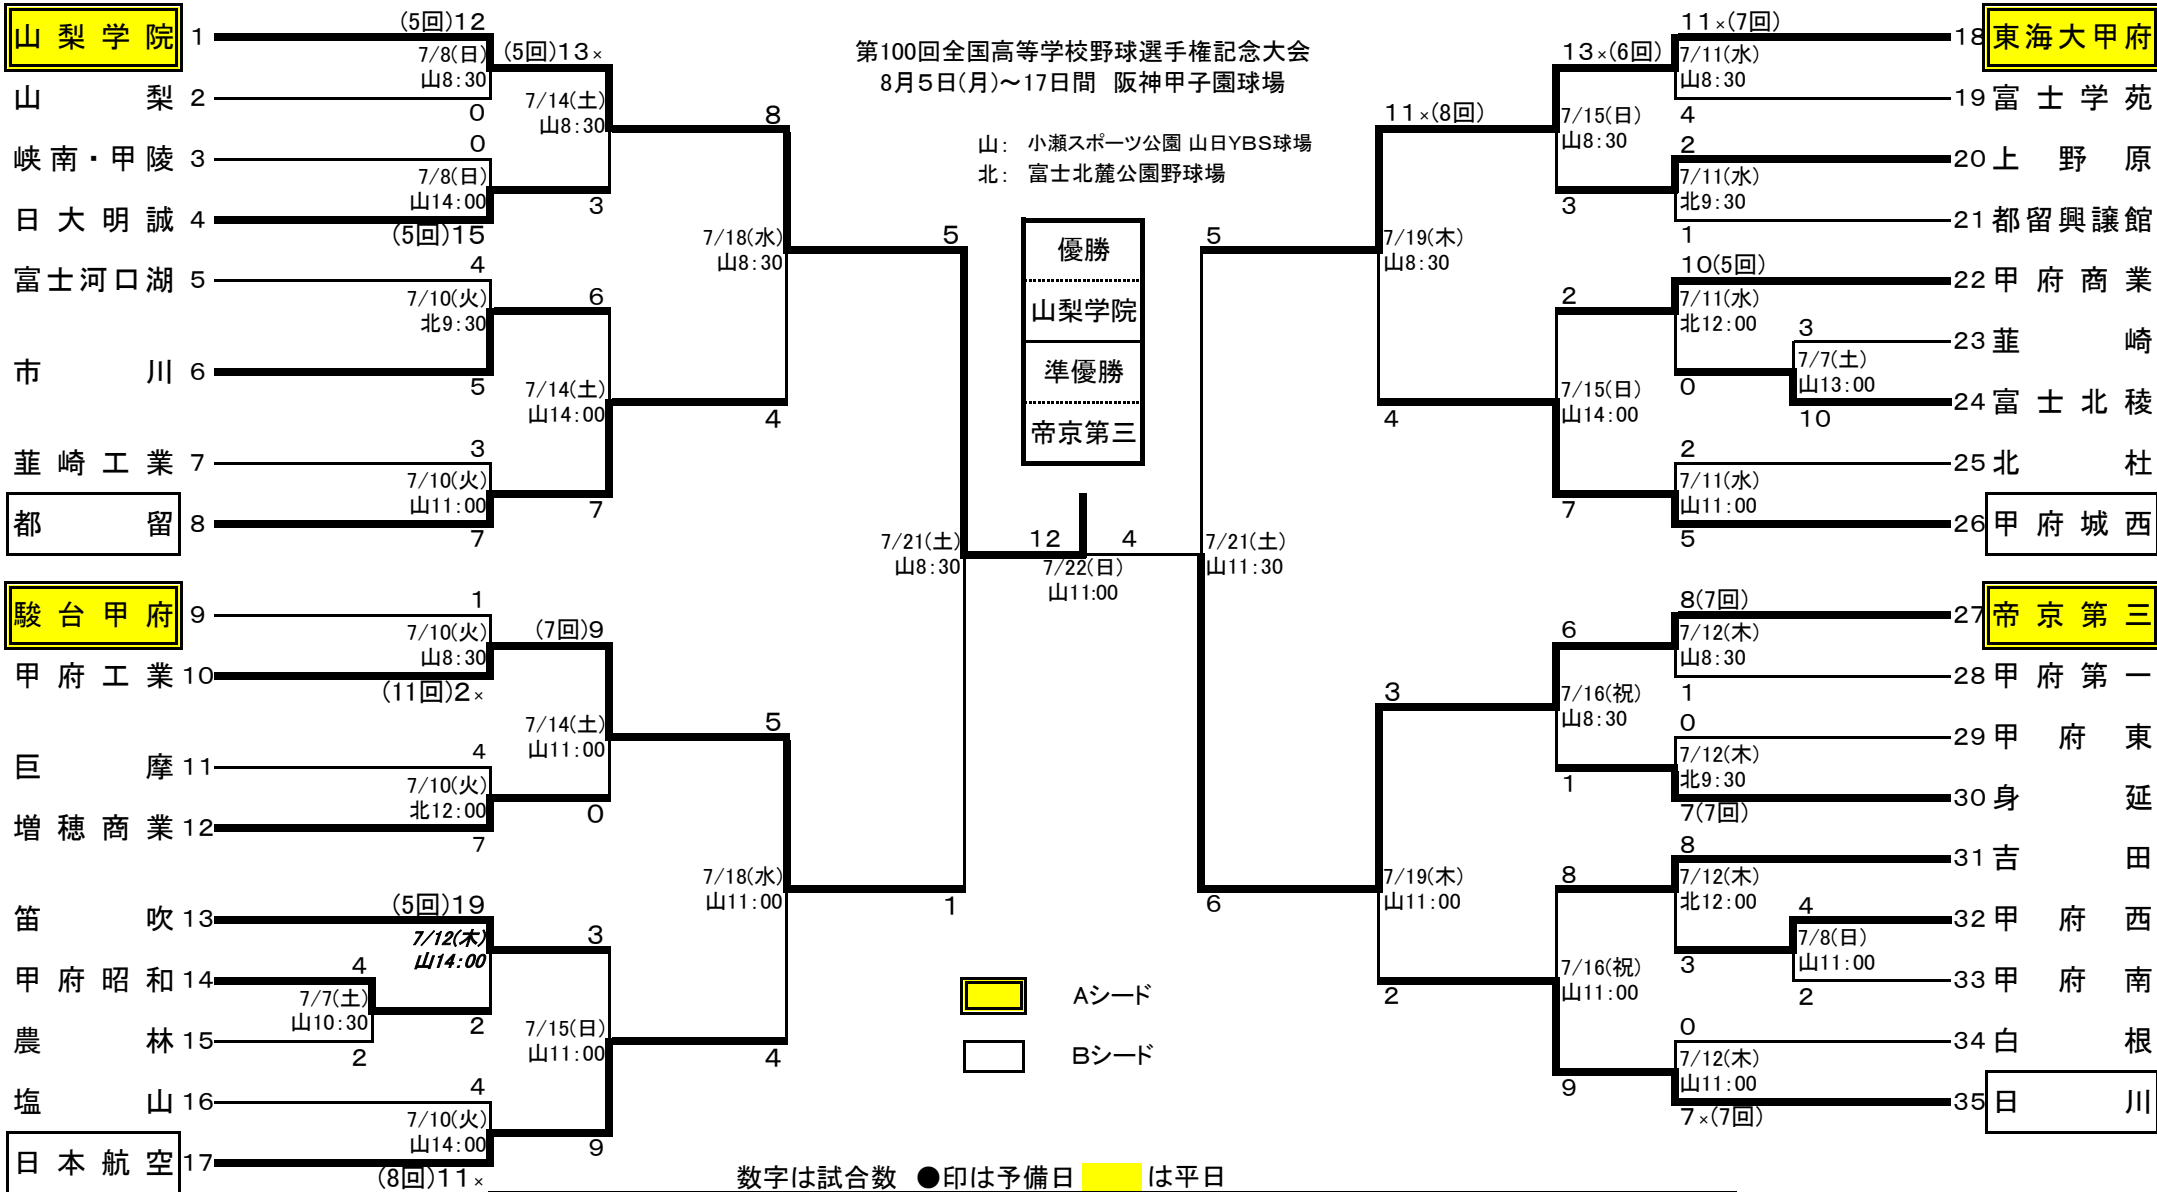 第100回全国高等学校野球選手権記念大会
8月5日(月)～17日間 阪神甲子園球場
山： 小瀬スポーツ公園 山日YBS球場
北： 富士北麓公園野球場
優勝
山梨学院
準優勝
帝京第三
山梨学院 1
(5回)12
7/8(日)
山8:30
(5回)13×
山梨 2
0
7/14(土)
山8:30
8
峡南・甲陵 3
0
7/8(日)
山14:00
3
日大明誠 4
(5回)15
7/18(水)
山8:30
5
富士河口湖 5
4
7/10(火)
北9:30
6
市川 6
5
7/14(土)
山14:00
4
韮崎工業 7
3
7/10(火)
山11:00
7
都留 8
7
7/21(土)
山8:30
12
4
7/22(日)
山11:00
駿台甲府 9
1
7/10(火)
山8:30
(7回)9
甲府工業 10
(11回)2×
7/14(土)
山11:00
5
巨摩 11
4
7/10(火)
北12:00
0
増穂商業 12
7
7/18(水)
山11:00
1
笛吹 13
(5回)19
7/12(木)
山14:00
3
甲府昭和 14
4
7/7(土)
山10:30
2
農林 15
2
7/15(日)
山11:00
4
塩山 16
4
7/10(火)
山14:00
9
日本航空 17
(8回)11×
11×(7回)
18 東海大甲府
13×(6回)
7/11(水)
山8:30
19 富士学苑
4
11×(8回)
7/15(日)
山8:30
2
20 上野原
7/11(水)
北9:30
3
21 都留興譲館
1
5
7/19(木)
山8:30
10(5回)
22 甲府商業
2
7/11(水)
北12:00
3
23 韮崎
7/7(土)
山13:00
0
24 富士北稜
10
4
7/15(日)
山14:00
2
25 北杜
7/11(水)
山11:00
7
26 甲府城西
5
7/21(土)
山11:30
8(7回)
27 帝京第三
6
7/12(木)
山8:30
28 甲府第一
1
3
7/16(祝)
山8:30
0
29 甲府東
7/12(木)
北9:30
1
30 身延
7(7回)
8
31 吉田
6
7/19(木)
山11:00
8
7/12(木)
北12:00
4
32 甲府西
7/8(日)
山11:00
3
33 甲府南
2
2
7/16(祝)
山11:00
0
34 白根
7/12(木)
山11:00
9
35 日川
7×(7回)
Aシード
Bシード
数字は試合数 ●印は予備日 は平日